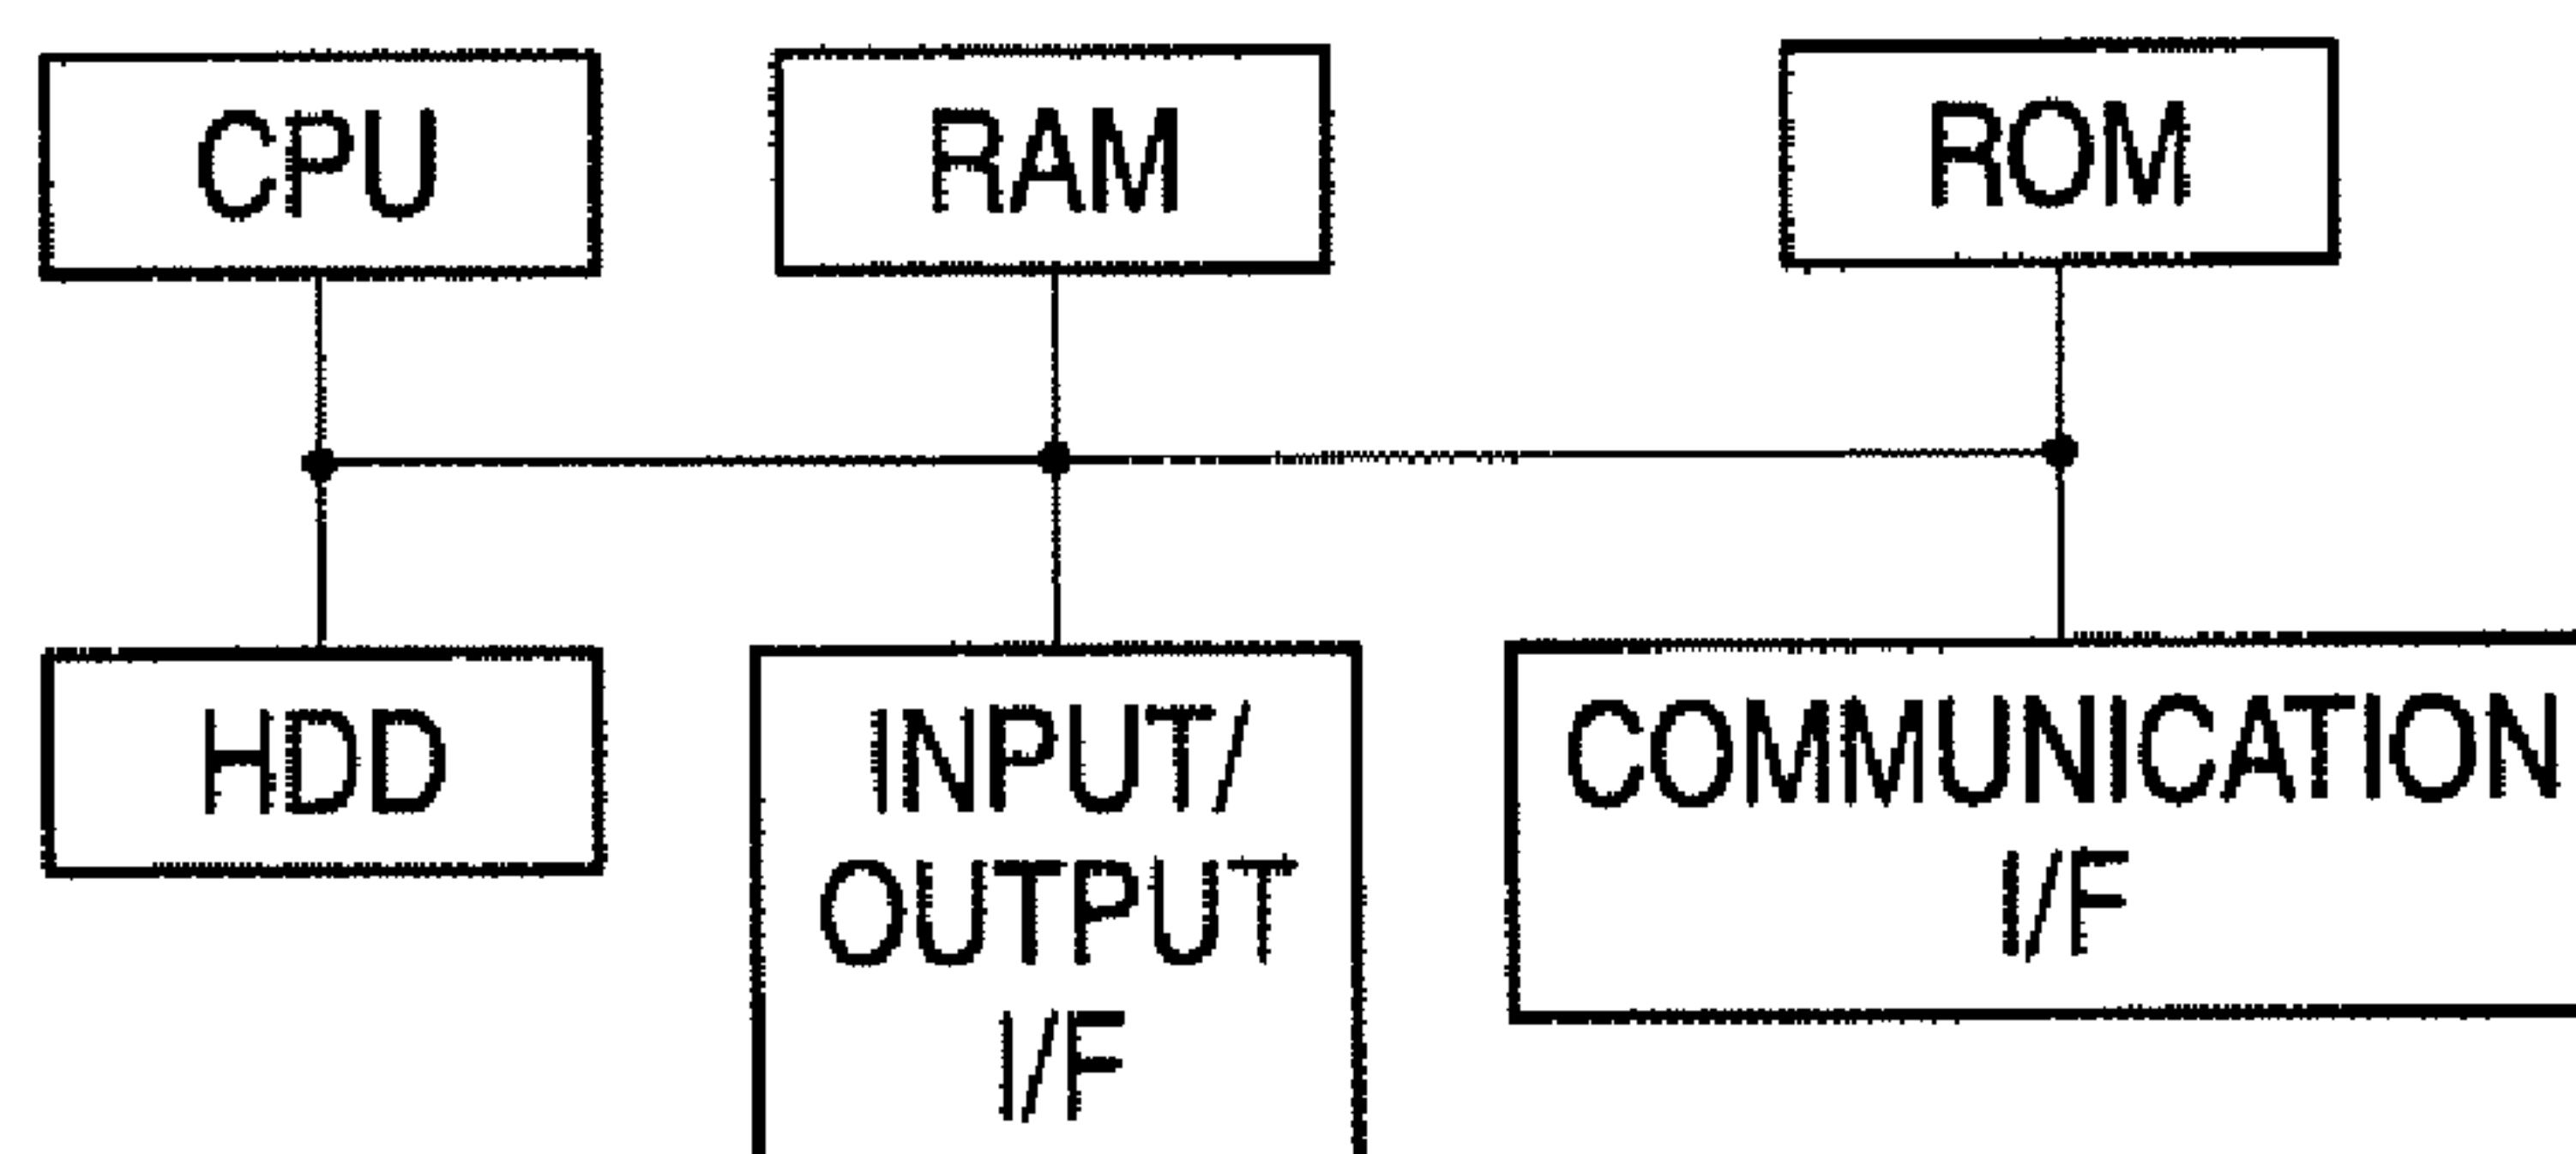 CPU
RAM
ROM
HDD
INPUT/
OUTPUT
I/F
COMMUNICATION
I/F